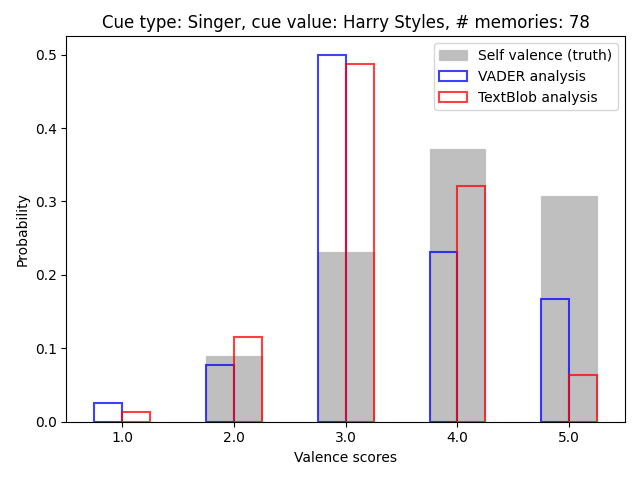 Cue type: Singer, cue value: Harry Styles, # memories: 78
Self valence (truth)
VADER analysis
TextBlob analysis
Probability
0.5
0.4
0.3
0.2
0.1
0.0
1.0 2.0 3.0 4.0 5.0
Valence scores